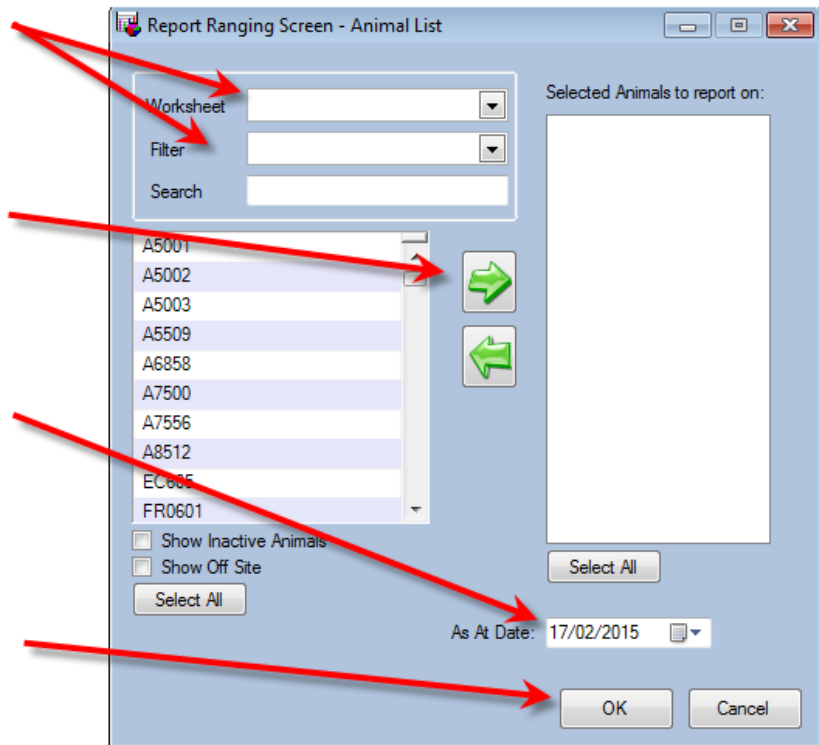 Report Ranging Screen - Animal List
Worksheet
Filter
Search
Selected Animals to report on:
A5001
A5002
A5003
A5509
A6858
A7500
A7556
A8512
EC605
FR0601
Show Inactive Animals
Show Off Site
Select All
Select All
As At Date: 17/02/2015
OK
Cancel